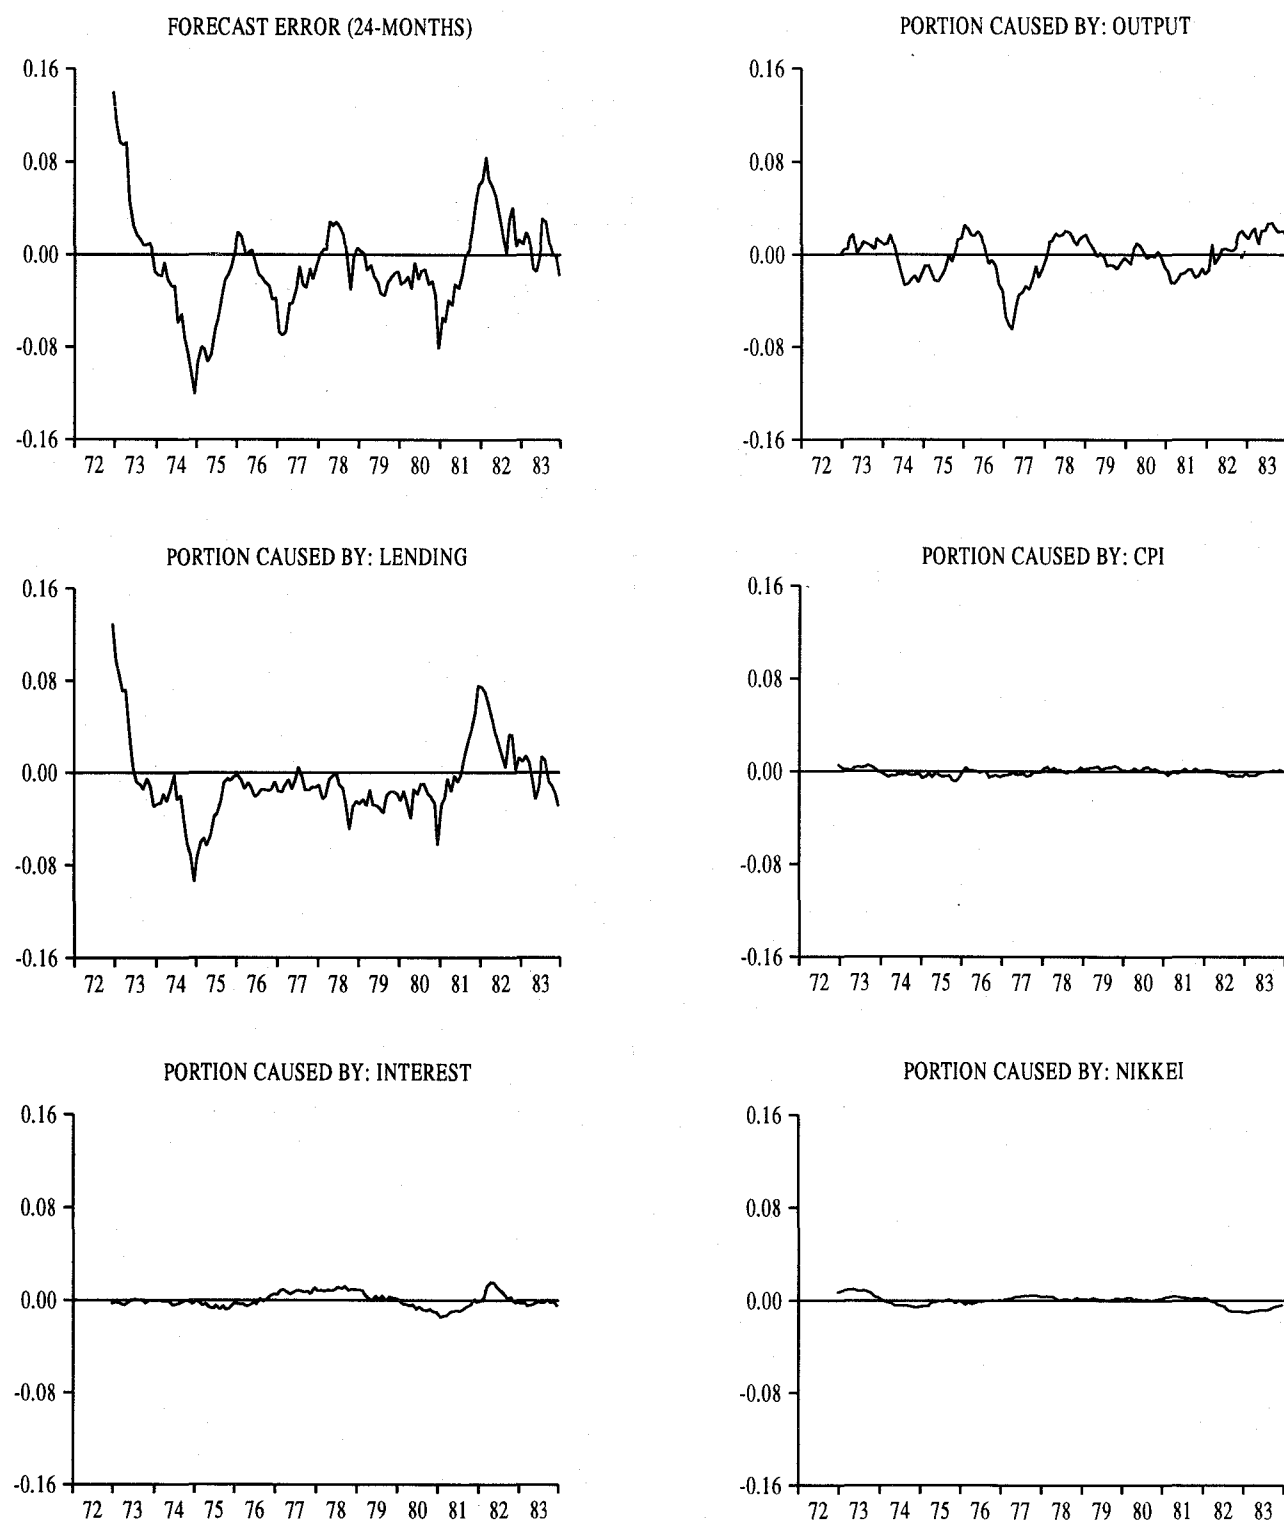 FORECAST ERROR (24-MONTHS)
0.16
0.08
0.00
-0.08
-0.16
72 73 74 75 76 77 78 79 80 81 82 83
PORTION CAUSED BY: OUTPUT
0.16
0.08
0.00
-0.08
-0.16
72 73 74 75 76 77 78 79 80 81 82 83
PORTION CAUSED BY: LENDING
0.16
0.08
0.00
-0.08
-0.16
72 73 74 75 76 77 78 79 80 81 82 83
PORTION CAUSED BY: CPI
0.16
0.08
0.00
-0.08
-0.16
72 73 74 75 76 77 78 79 80 81 82 83
PORTION CAUSED BY: INTEREST
0.16
0.08
0.00
-0.08
-0.16
72 73 74 75 76 77 78 79 80 81 82 83
PORTION CAUSED BY: NIKKEI
0.16
0.08
0.00
-0.08
-0.16
72 73 74 75 76 77 78 79 80 81 82 83